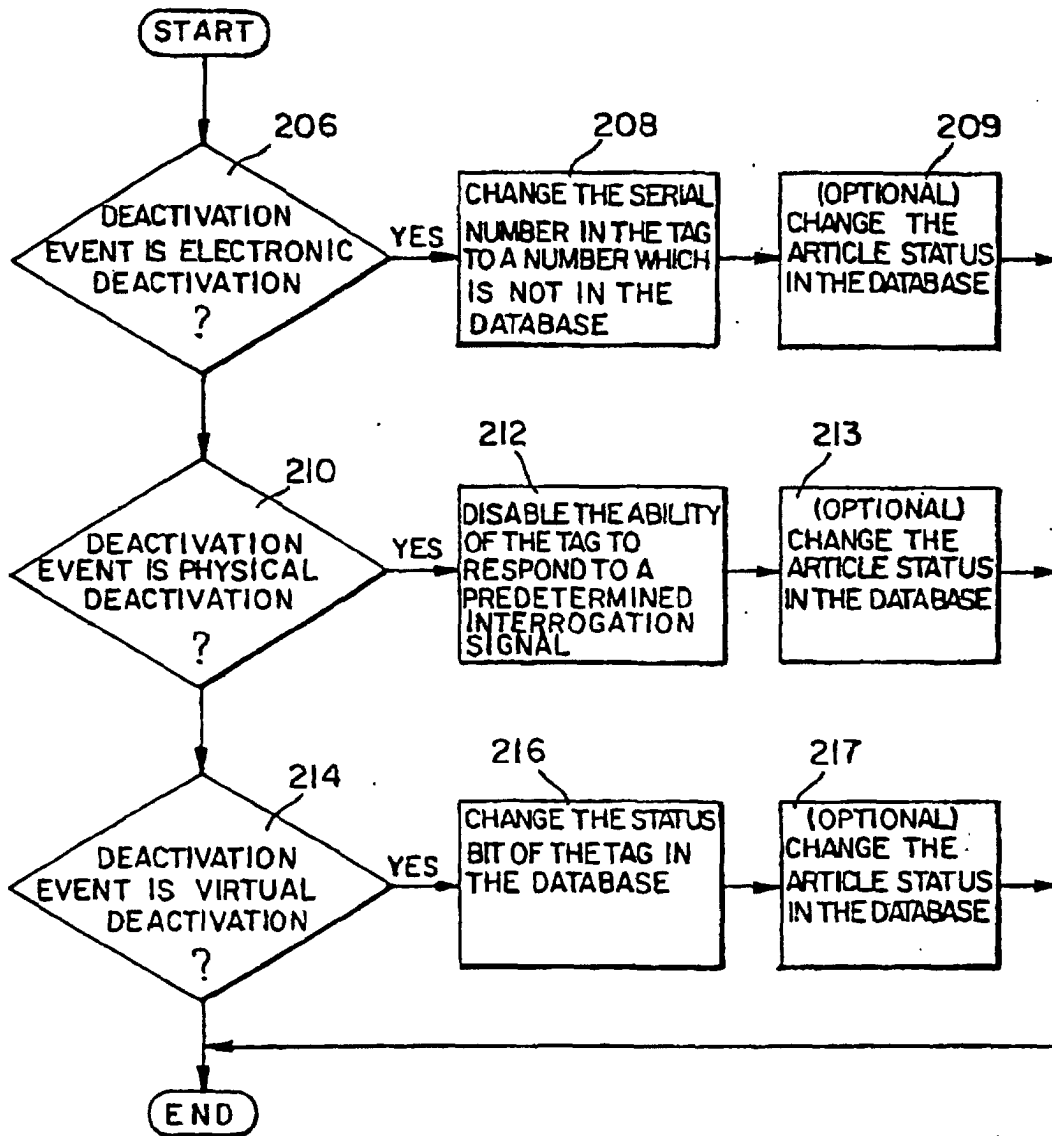 START
206
DEACTIVATION
EVENT IS ELECTRONIC
DEACTIVATION
?
YES
208
CHANGE THE SERIAL
NUMBER IN THE TAG
TO A NUMBER WHICH
IS NOT IN THE
DATABASE
209
(OPTIONAL)
CHANGE THE
ARTICLE STATUS
IN THE DATABASE
210
DEACTIVATION
EVENT IS PHYSICAL
DEACTIVATION
?
YES
212
DISABLE THE ABILITY
OF THE TAG TO
RESPOND TO A
PREDETERMINED
INTERROGATION
SIGNAL
213
(OPTIONAL)
CHANGE THE
ARTICLE STATUS
IN THE DATABASE
214
DEACTIVATION
EVENT IS VIRTUAL
DEACTIVATION
?
YES
216
CHANGE THE STATUS
BIT OF THE TAG IN
THE DATABASE
217
(OPTIONAL)
CHANGE THE
ARTICLE STATUS
IN THE DATABASE
END